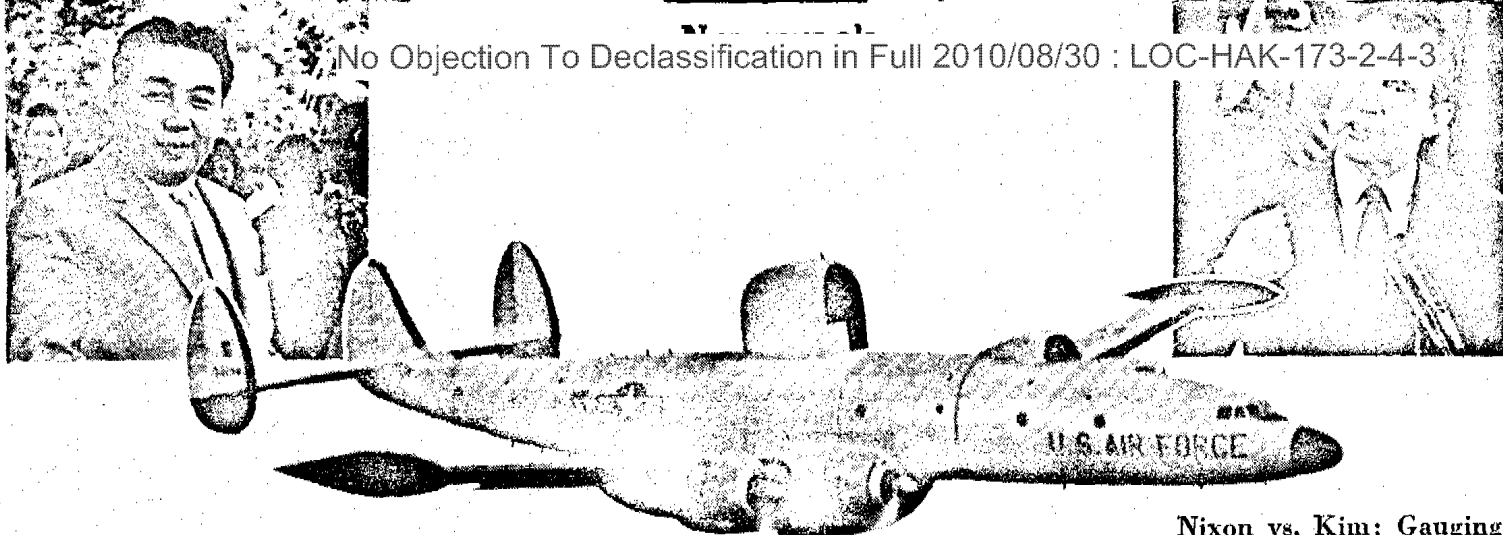 No Objection To Declassification in Full 2010/08/30 : LOC-HAK-173-2-4-3
U.S. AIR FORCE
Nixon vs. Kim: Gauging